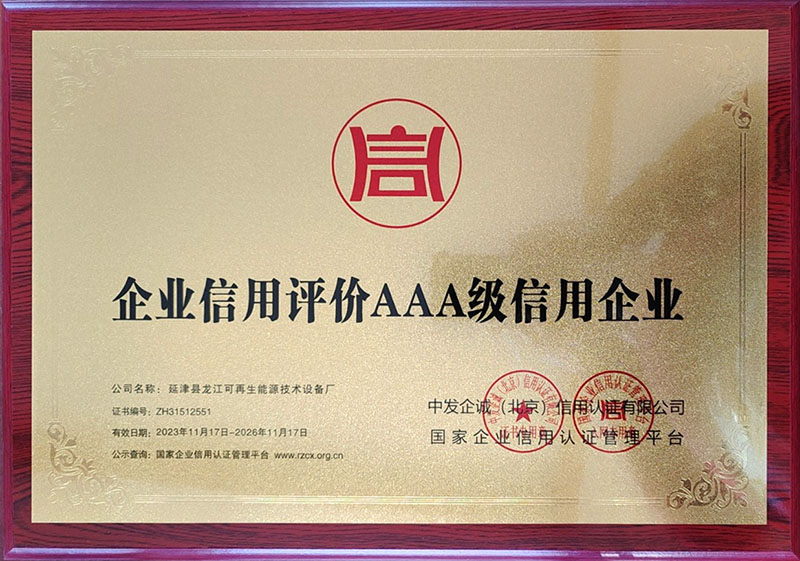 信
企业信用评价AAA级信用企业
公司名称：延津县龙江可再生能源技术设备厂
证书编号：ZH31512551
有效日期：2023年11月17日-2026年11月17日
公示查询：国家企业信用认证管理平台 www.rzcx.org.cn
中发企诚（北京）信用认证有限公司
国家企业信用认证管理平台